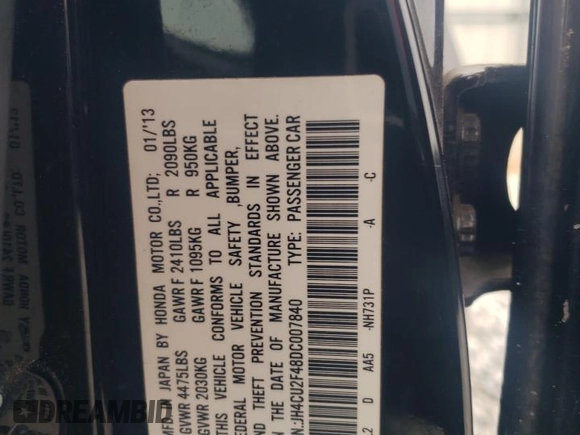 MFD. JAPAN BY HONDA MOTOR CO.,LTD; 01/'13
GVWR 4475LBS GAWR F 2410LBS R 2090LBS
GVWR 2030KG GAWR F 1095KG R 950KG
THIS VEHICLE CONFORMS TO ALL APPLICABLE
FEDERAL MOTOR VEHICLE SAFETY ,BUMPER,
AND THEFT PREVENTION STANDARDS IN EFFECT
ON THE DATE OF MANUFACTURE SHOWN ABOVE.
N:JH4CU2F48DC007840 TYPE: PASSENGER CAR
L2 D AA5 -NH731P -A -C
DREAMBID